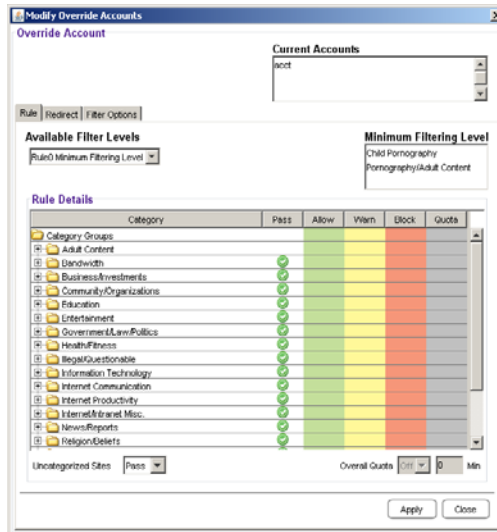 Modify Override Accounts
Override Account
Current Accounts
acct
Rule Redirect Filter Options
Available Filter Levels
Minimum Filtering Level
Rule0 Minimum Filtering Level
Child Pornography
Pornography/Adult Content
Rule Details
Category Pass Allow Warn Block Quota
Category Groups
Adult Content
Bandwidth
Business/Investments
Community/Organizations
Education
Entertainment
Government/Law/Politics
Health/Fitness
Illegal/Questionable
Information Technology
Internet Communication
Internet Productivity
Internet/Intranet Misc.
News/Reports
Religion/Beliefs
Uncategorized Sites Pass Overall Quota Off 0 Min
Apply Close